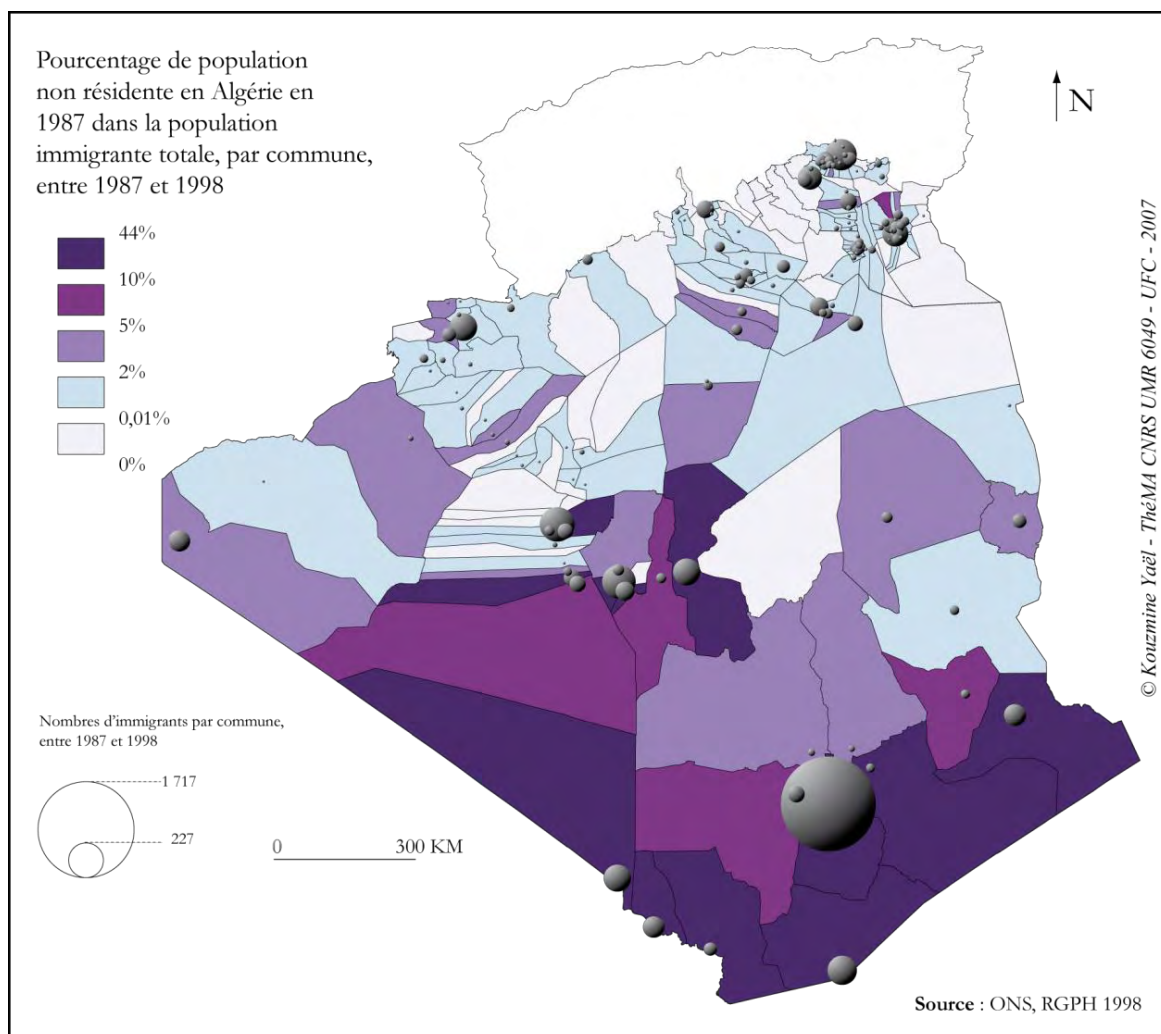 Pourcentage de population
non résidente en Algérie en
1987 dans la population
immigrante totale, par commune,
entre 1987 et 1998
44%
10%
5%
2%
0,01%
0%
N
© Kouzmine Yaël - ThéMA CNRS UMR 6049 - UFC - 2007
Nombres d'immigrants par commune,
entre 1987 et 1998
1 717
227
0 300 KM
Source : ONS, RGPH 1998